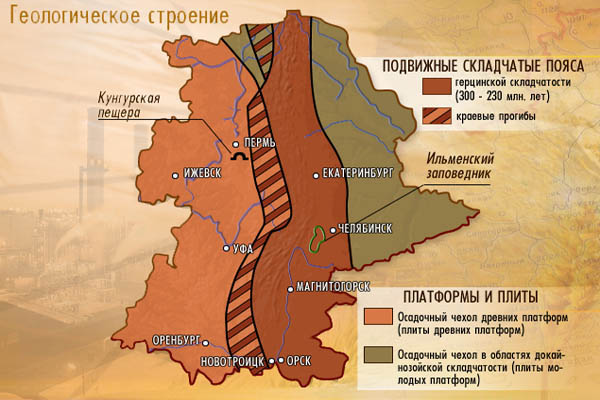 Геологическое строение
ПОДВИЖНЫЕ СКЛАДЧАТЫЕ ПОЯСА
герцинской складчатости
(300 - 230 млн. лет)
краевые прогибы
Кунгурская
пещера
ПЕРМЬ
Ильменский
заповедник
ИЖЕВСК
ЕКАТЕРИНБУРГ
ЧЕЛЯБИНСК
УФА
МАГНИТОГОРСК
ОРЕНБУРГ
НОВОТРОИЦК
ОРСК
ПЛАТФОРМЫ И ПЛИТЫ
Осадочный чехол древних платформ
(плиты древних платформ)
Осадочный чехол в областях докай-
нозойской складчатости (плиты мо-
лодых платформ)